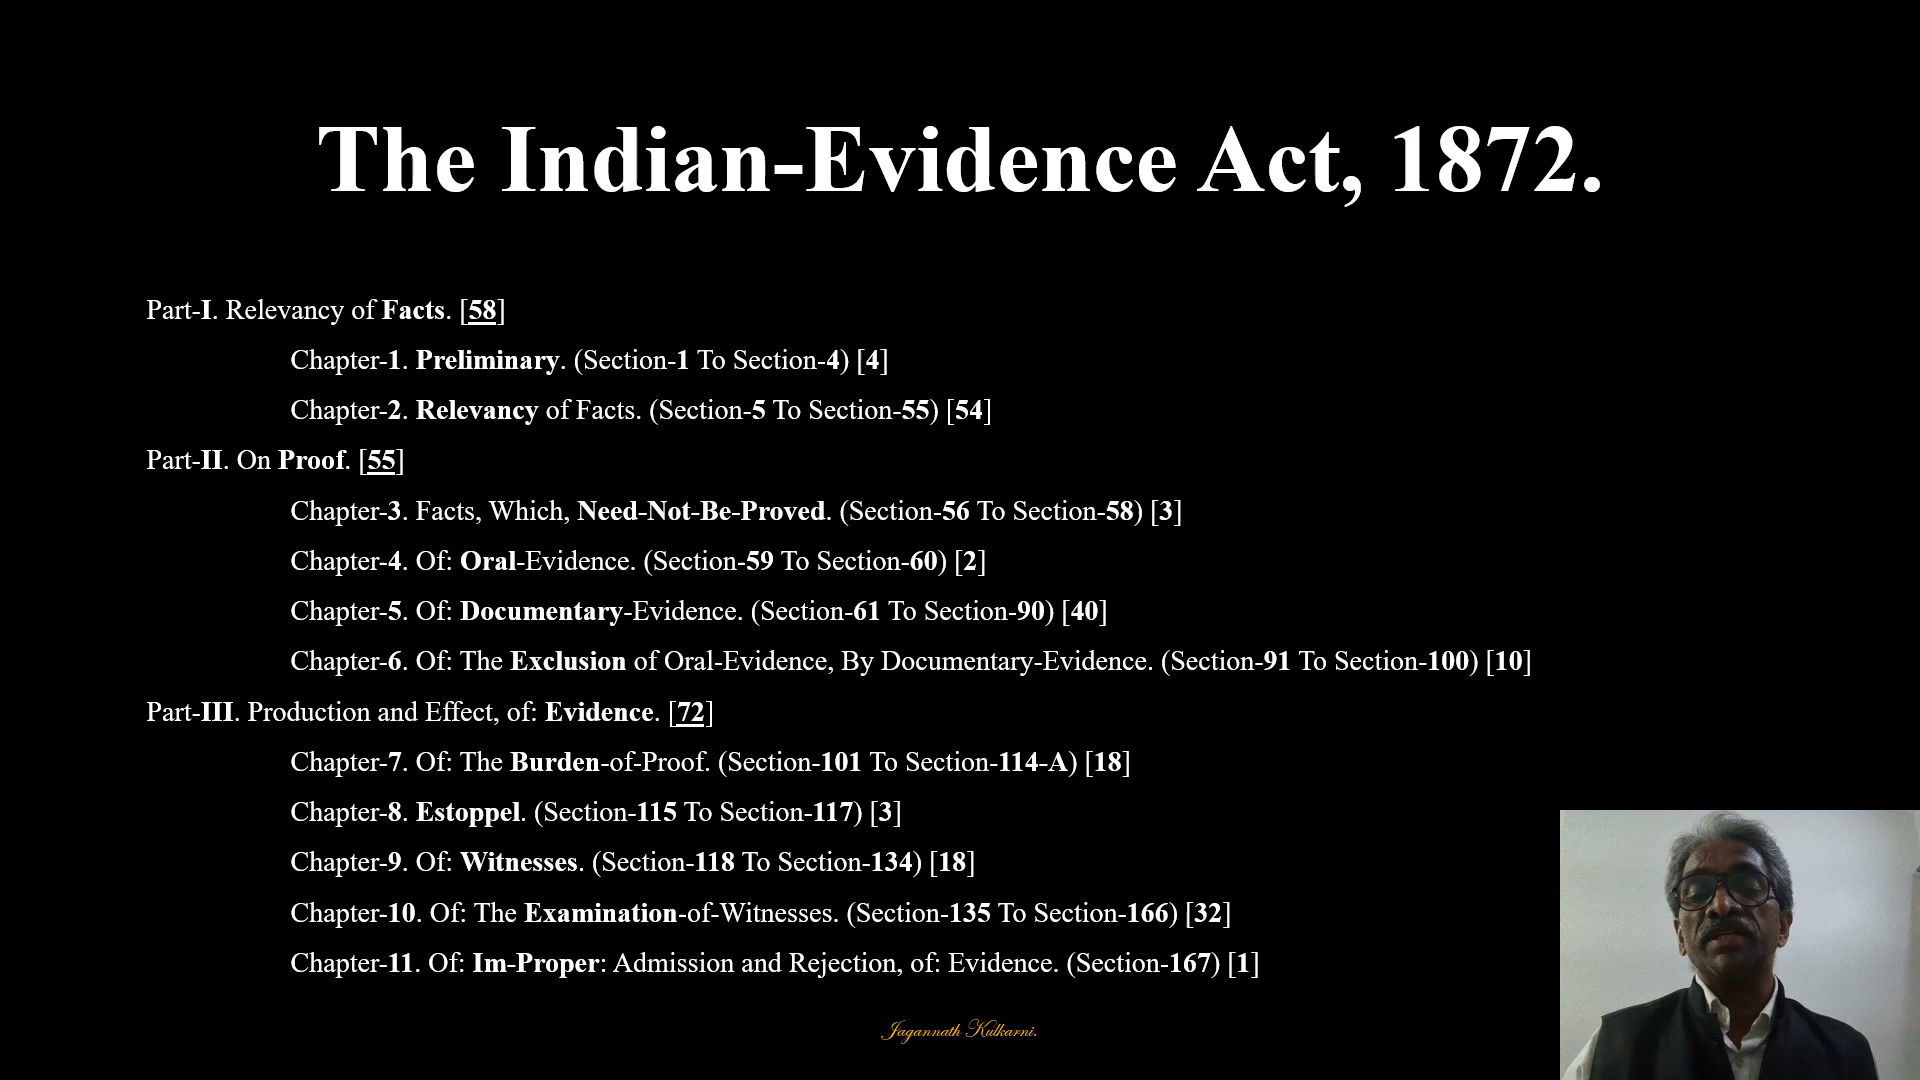 The Indian-Evidence Act, 1872.
Part-I. Relevancy of Facts. [58]
Chapter-1. Preliminary. (Section-1 To Section-4) [4]
Chapter-2. Relevancy of Facts. (Section-5 To Section-55) [54]
Part-II. On Proof. [55]
Chapter-3. Facts, Which, Need-Not-Be-Proved. (Section-56 To Section-58) [3]
Chapter-4. Of: Oral-Evidence. (Section-59 To Section-60) [2]
Chapter-5. Of: Documentary-Evidence. (Section-61 To Section-90) [40]
Chapter-6. Of: The Exclusion of Oral-Evidence, By Documentary-Evidence. (Section-91 To Section-100) [10]
Part-III. Production and Effect, of: Evidence. [72]
Chapter-7. Of: The Burden-of-Proof. (Section-101 To Section-114-A) [18]
Chapter-8. Estoppel. (Section-115 To Section-117) [3]
Chapter-9. Of: Witnesses. (Section-118 To Section-134) [18]
Chapter-10. Of: The Examination-of-Witnesses. (Section-135 To Section-166) [32]
Chapter-11. Of: Im-Proper: Admission and Rejection, of: Evidence. (Section-167) [1]
Jagannath Kulkarni.